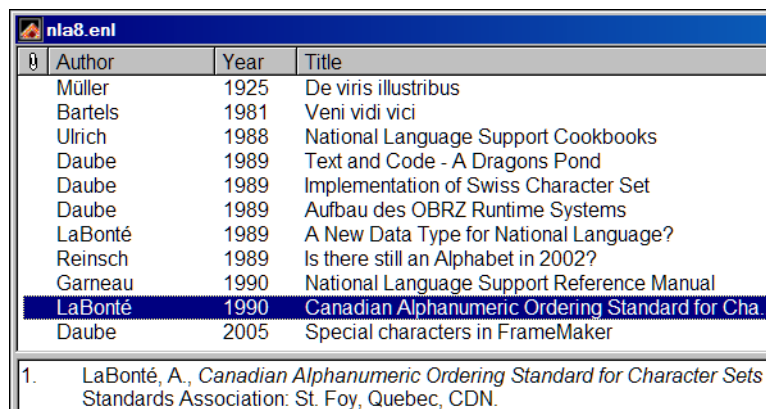 nla8.enl
Author Year Title
Müller 1925 De viris illustribus
Bartels 1981 Veni vidi vici
Ulrich 1988 National Language Support Cookbooks
Daube 1989 Text and Code - A Dragons Pond
Daube 1989 Implementation of Swiss Character Set
Daube 1989 Aufbau des OBRZ Runtime Systems
LaBonté 1989 A New Data Type for National Language?
Reinsch 1989 Is there still an Alphabet in 2002?
Garneau 1990 National Language Support Reference Manual
LaBonté 1990 Canadian Alphanumeric Ordering Standard for Cha.
Daube 2005 Special characters in FrameMaker
1. LaBonté, A., Canadian Alphanumeric Ordering Standard for Character Sets
Standards Association: St. Foy, Quebec, CDN.